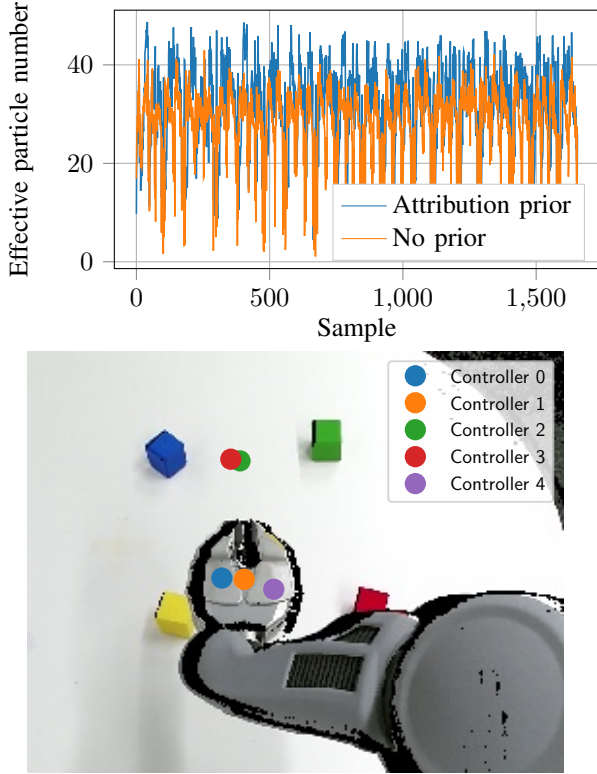 Effective particle number
40
20
0
Attribution prior
No prior
0
500
1,000
1,500
Sample
Controller 0
Controller 1
Controller 2
Controller 3
Controller 4